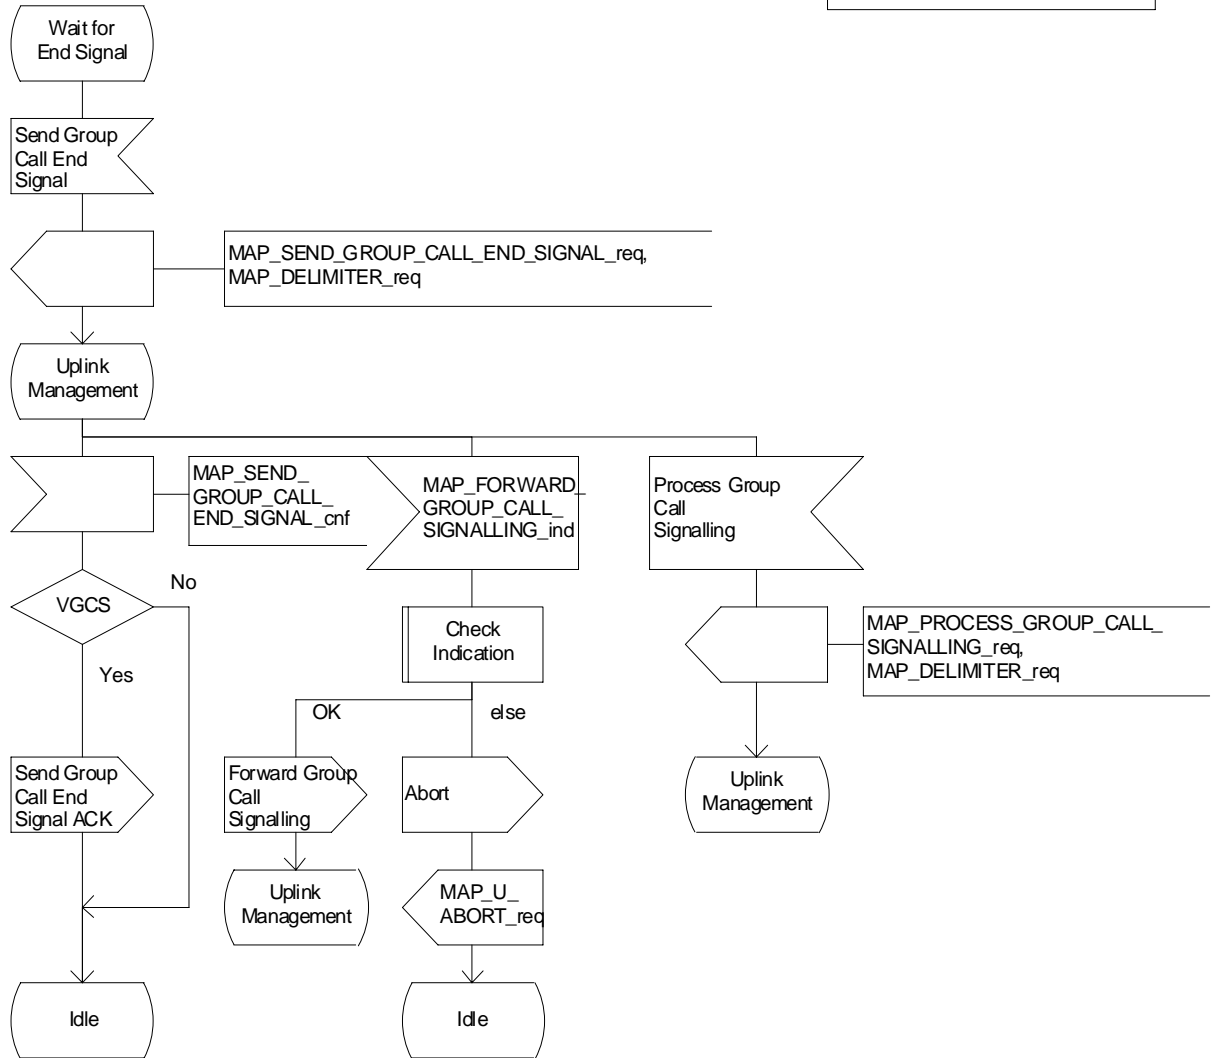 Wait for
End Signal
Send Group
Call End
Signal
MAP_SEND_GROUP_CALL_END_SIGNAL_req,
MAP_DELIMITER_req
Uplink
Management
MAP_SEND_
GROUP_CALL_
END_SIGNAL_cnf
MAP_FORWARD_
GROUP_CALL_
SIGNALLING_ind
Process Group
Call
Signalling
No
VGCS
Yes
Check
Indication
MAP_PROCESS_GROUP_CALL_
SIGNALLING_req,
MAP_DELIMITER_req
OK
else
Send Group
Call End
Signal ACK
Forward Group
Call
Signalling
Abort
Uplink
Management
Uplink
Management
MAP_U_
ABORT_req
Idle
Idle